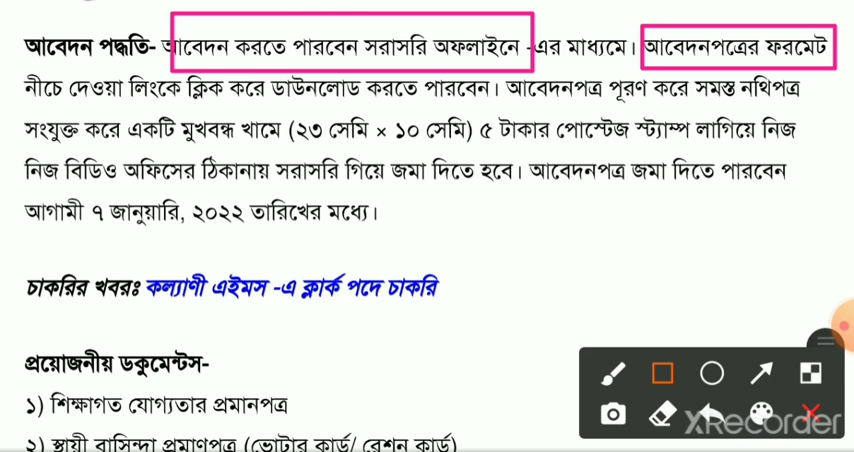 আবেদন পদ্ধতি- আবেদন করতে পারবেন সরাসরি অফলাইনে -এর মাধ্যমে। আবেদনপত্রের ফরমেট
নীচে দেওয়া লিংকে ক্লিক করে ডাউনলোড করতে পারবেন। আবেদনপত্র পূরণ করে সমস্ত নথিপত্র
সংযুক্ত করে একটি মুখবন্ধ খামে (২৩ সেমি × ১০ সেমি) ৫ টাকার পোস্টেজ স্ট্যাম্প লাগিয়ে নিজ
নিজ বিডিও অফিসের ঠিকানায় সরাসরি গিয়ে জমা দিতে হবে। আবেদনপত্র জমা দিতে পারবেন
আগামী ৭ জানুয়ারি, ২০২২ তারিখের মধ্যে।
চাকরির খবরঃ কল্যাণী এইমস -এ ক্লার্ক পদে চাকরি
প্রয়োজনীয় ডকুমেন্টস-
১) শিক্ষাগত যোগ্যতার প্রমানপত্র
২) স্থায়ী বাসিন্দা প্রমাণপত্র (ভোটার কার্ড/ রেশন কার্ড)
XRecorder